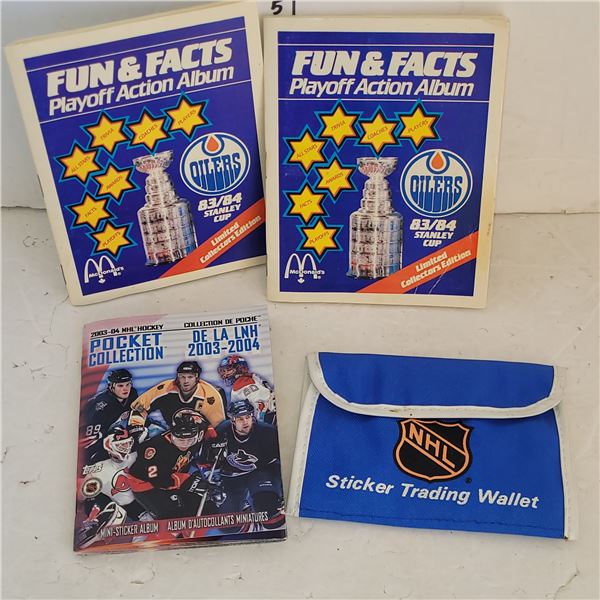 51
FUN & FACTS
Playoff Action Album
ALL STARS
TRIVIA
COACHES
PLAYERS
AWARDS
FACTS
PLAYOFFS
OILERS
83/84
STANLEY
CUP
Limited
Collectors Edition
McDonald's
®
FUN & FACTS
Playoff Action Album
ALL STARS
TRIVIA
COACHES
PLAYERS
AWARDS
FACTS
PLAYOFFS
OILERS
83/84
STANLEY
CUP
Limited
Collectors Edition
McDonald's
®
2003-04 NHL® HOCKEY
POCKET
COLLECTION
COLLECTION DE POCHE
DE LA LNH
2003-2004
89
2
TOPPS
MINI-STICKER ALBUM
ALBUM D'AUTOCOLLANTS MINIATURES
NHL
®
Sticker Trading Wallet